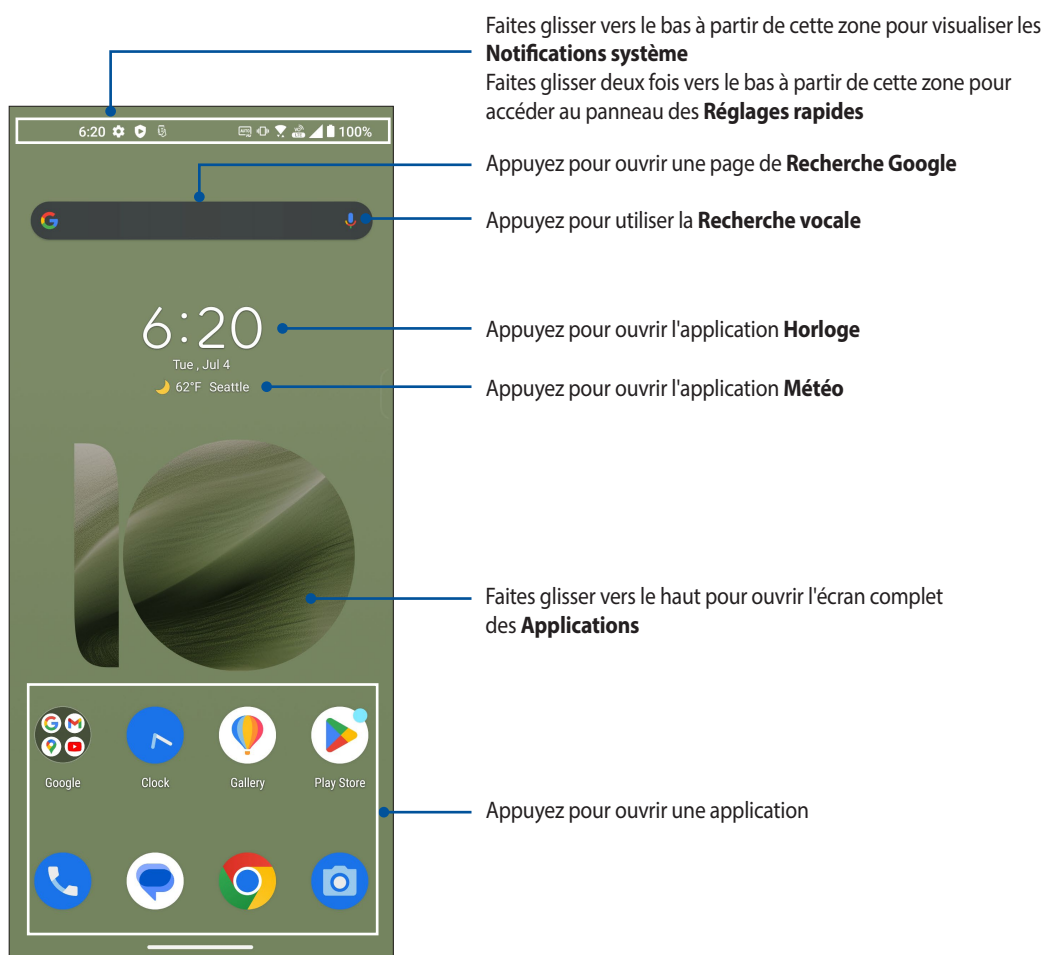 Faites glisser vers le bas à partir de cette zone pour visualiser les
Notifications système
Faites glisser deux fois vers le bas à partir de cette zone pour
accéder au panneau des Réglages rapides
6:20
100%
Appuyez pour ouvrir une page de Recherche Google
Appuyez pour utiliser la Recherche vocale
6:20
Appuyez pour ouvrir l'application Horloge
Tue , Jul 4
62°F Seattle
Appuyez pour ouvrir l'application Météo
10
Faites glisser vers le haut pour ouvrir l'écran complet
des Applications
Google
Clock
Gallery
Play Store
Appuyez pour ouvrir une application